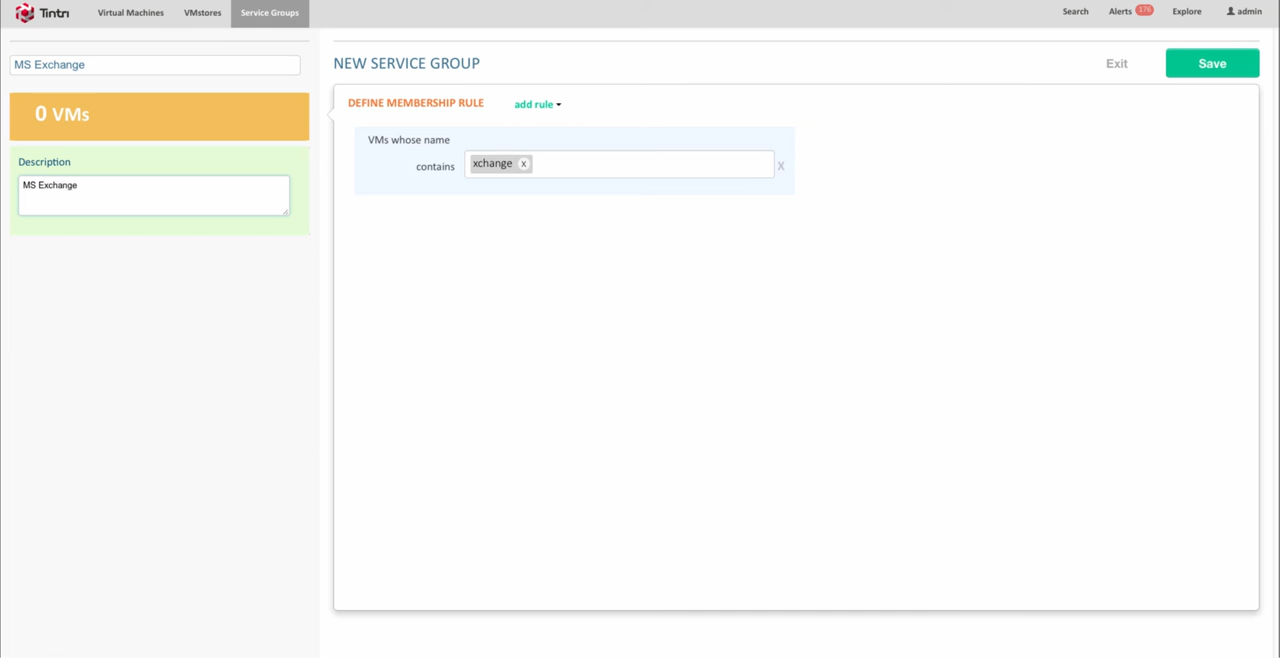 Tintri Virtual Machines VMstores Service Groups Search Alerts 176 Explore admin
MS Exchange
NEW SERVICE GROUP Exit Save
0 VMs
DEFINE MEMBERSHIP RULE add rule
VMs whose name
contains xchange x X
Description
MS Exchange